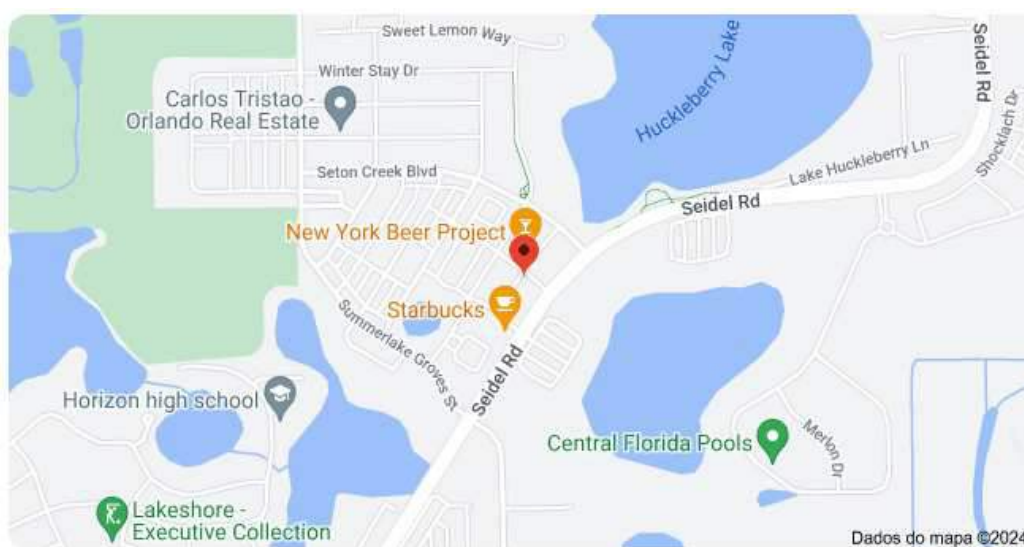 Sweet Lemon Way
Seidel Rd
Huckleberry Lake
Winter Stay Dr
Carlos Tristao -
Orlando Real Estate
Shocklach Dr
Lake Huckleberry Ln
Seton Creek Blvd
Seidel Rd
New York Beer Project
Starbucks
Summerlake Groves St
Seidel Rd
Horizon high school
Central Florida Pools
Merlon Dr
Lakeshore -
Executive Collection
Dados do mapa ©2024